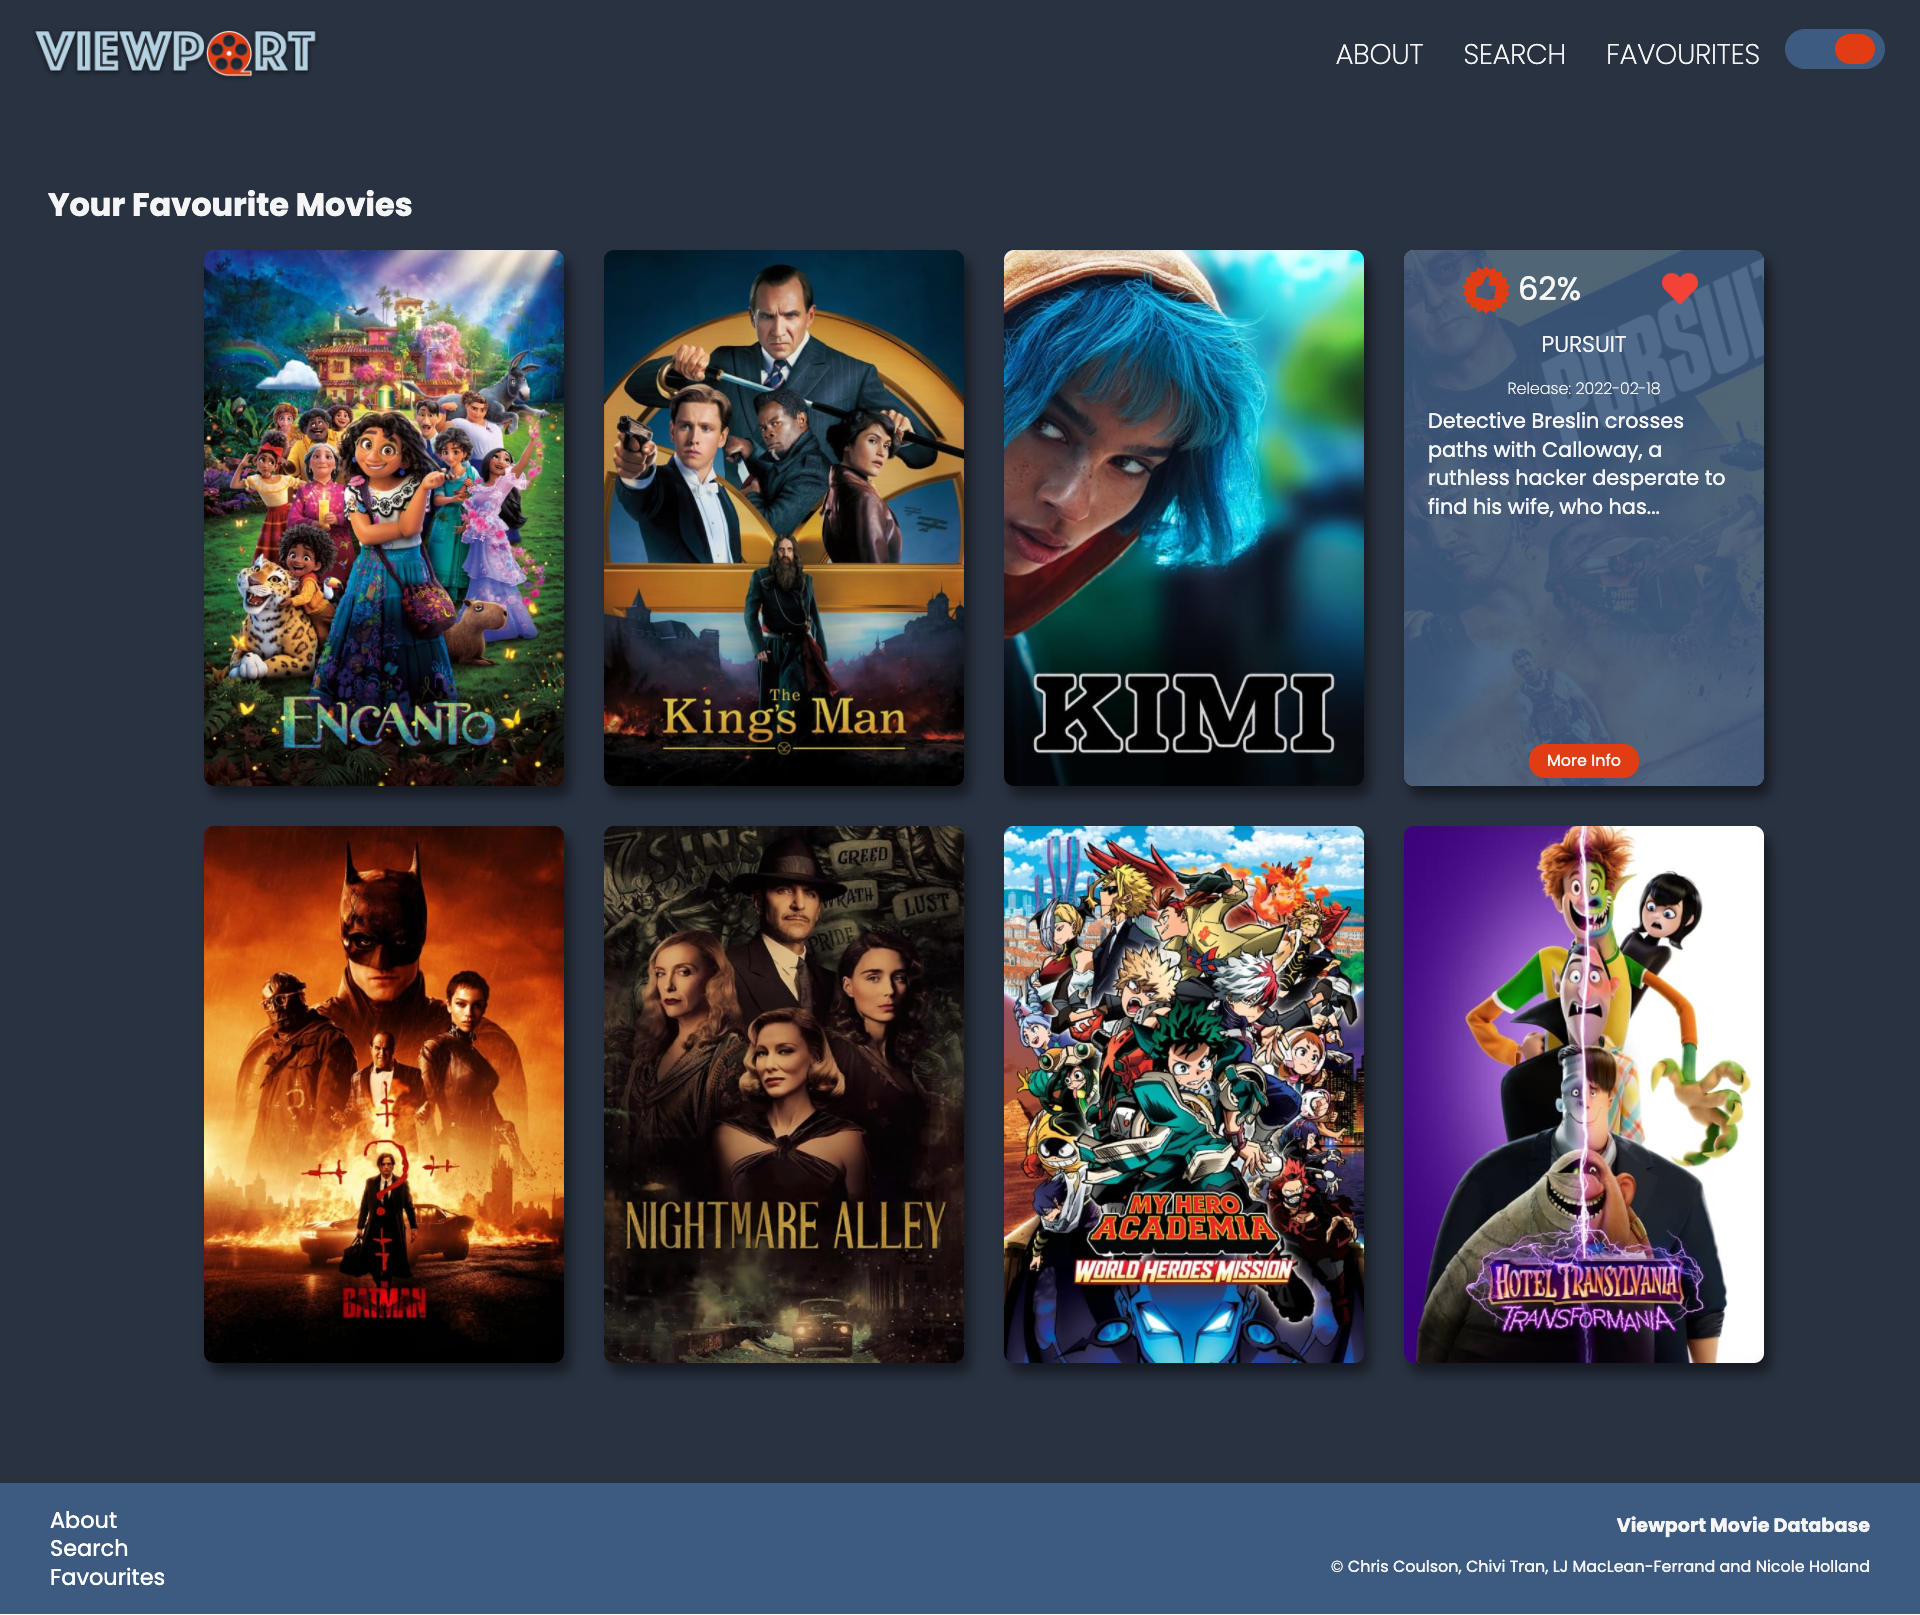 VIEWPORT
ABOUT SEARCH FAVOURITES
Your Favourite Movies
ENCANTO
The
King's Man
KIMI
PURSUIT
62%
PURSUIT
Release: 2022-02-18
Detective Breslin crosses
paths with Calloway, a
ruthless hacker desperate to
find his wife, who has...
More Info
BATMAN
7 SINS
GREED
WRATH
LUST
PRIDE
NIGHTMARE ALLEY
MY HERO
ACADEMIA
WORLD HEROES' MISSION
HOTEL TRANSYLVANIA
TRANSFORMANIA
About
Search
Favourites
Viewport Movie Database
© Chris Coulson, Chivi Tran, LJ MacLean-Ferrand and Nicole Holland